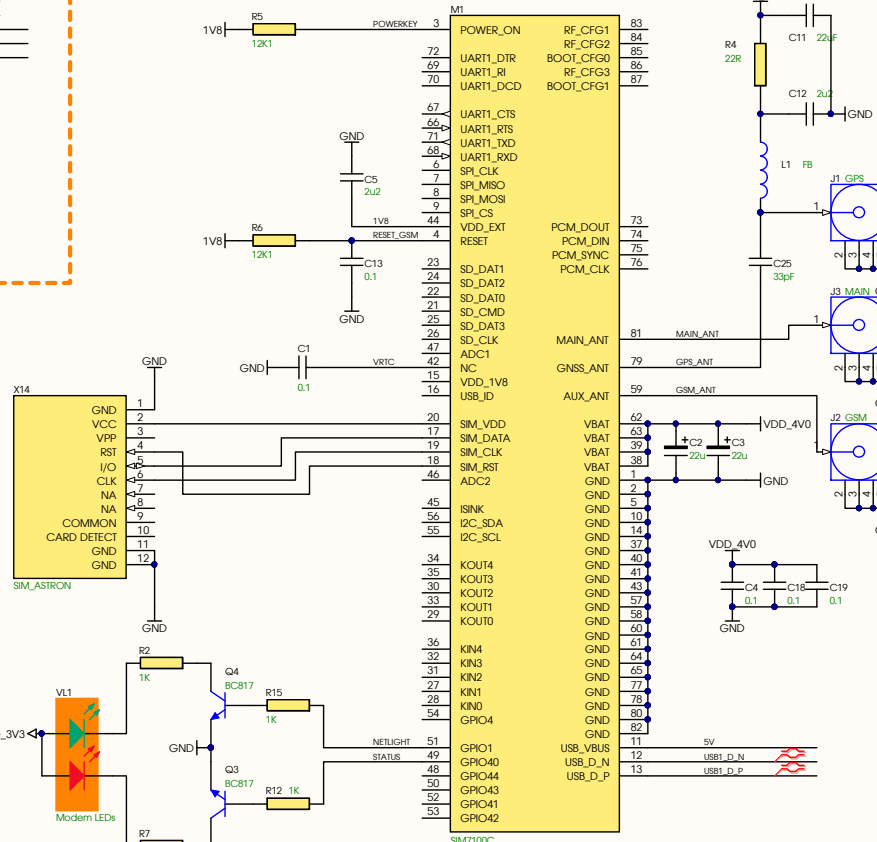 M1
R5
1V8
12K1
POWERKEY
3 POWER_ON
72 UART1_DTR
69 UART1_RI
70 UART1_DCD
67 UART1_CTS
66 UART1_RTS
71 UART1_TXD
68 UART1_RXD
6 SPI_CLK
7 SPI_MISO
8 SPI_MOSI
9 SPI_CS
1V8 44 VDD_EXT
RESET_GSM 4 RESET
23 SD_DAT1
24 SD_DAT2
22 SD_DAT0
21 SD_CMD
25 SD_DAT3
26 SD_CLK
47 ADC1
VRTC 42 NC
15 VDD_1V8
16 USB_ID
20 SIM_VDD
17 SIM_DATA
19 SIM_CLK
18 SIM_RST
46 ADC2
45 ISINK
56 I2C_SDA
55 I2C_SCL
34 KOUT4
35 KOUT3
30 KOUT2
33 KOUT1
29 KOUT0
36 KIN4
32 KIN3
31 KIN2
27 KIN1
28 KIN0
54 GPIO4
NETLIGHT 51 GPIO1
STATUS 49 GPIO40
48 GPIO44
50 GPIO43
52 GPIO41
53 GPIO42
RF_CFG1 83
RF_CFG2 84
BOOT_CFG0 85
RF_CFG3 86
BOOT_CFG1 87
PCM_DOUT 73
PCM_DIN 74
PCM_SYNC 75
PCM_CLK 76
MAIN_ANT 81 MAIN_ANT
GNSS_ANT 79 GPS_ANT
AUX_ANT 59 GSM_ANT
VBAT 62
VBAT 63
VBAT 39
VBAT 38
GND 1
GND 2
GND 5
GND 10
GND 14
GND 37
GND 40
GND 41
GND 43
GND 57
GND 58
GND 60
GND 61
GND 64
GND 65
GND 77
GND 78
GND 80
GND 82
USB_VBUS 11 5V
USB_D_N 12 USB1_D_N
USB_D_P 13 USB1_D_P
SIM7100C
GND
C5
2u2
R6
1V8
12K1
C13
0.1
GND
C1
GND
0.1
GND
X14
GND 1
VCC 2
VPP 3
RST 4
I/O 5
CLK 6
NA 7
NA 8
COMMON 9
CARD DETECT 10
GND 11
GND 12
SIM_ASTRON
GND
R2
1K
VL1
_3V3
Modem LEDs
Q4
BC817
R15
1K
GND
Q3
BC817
R12 1K
R7
C11 22uF
R4
22R
C12 2u2
GND
L1 FB
J1 GPS
1
2 3 4
C25
33pF
J3 MAIN
1
2 3 4
J2 GSM
1
2 3 4
VDD_4V0
C2
22u
C3
22u
GND
VDD_4V0
C4
0.1
C18
0.1
C19
0.1
GND